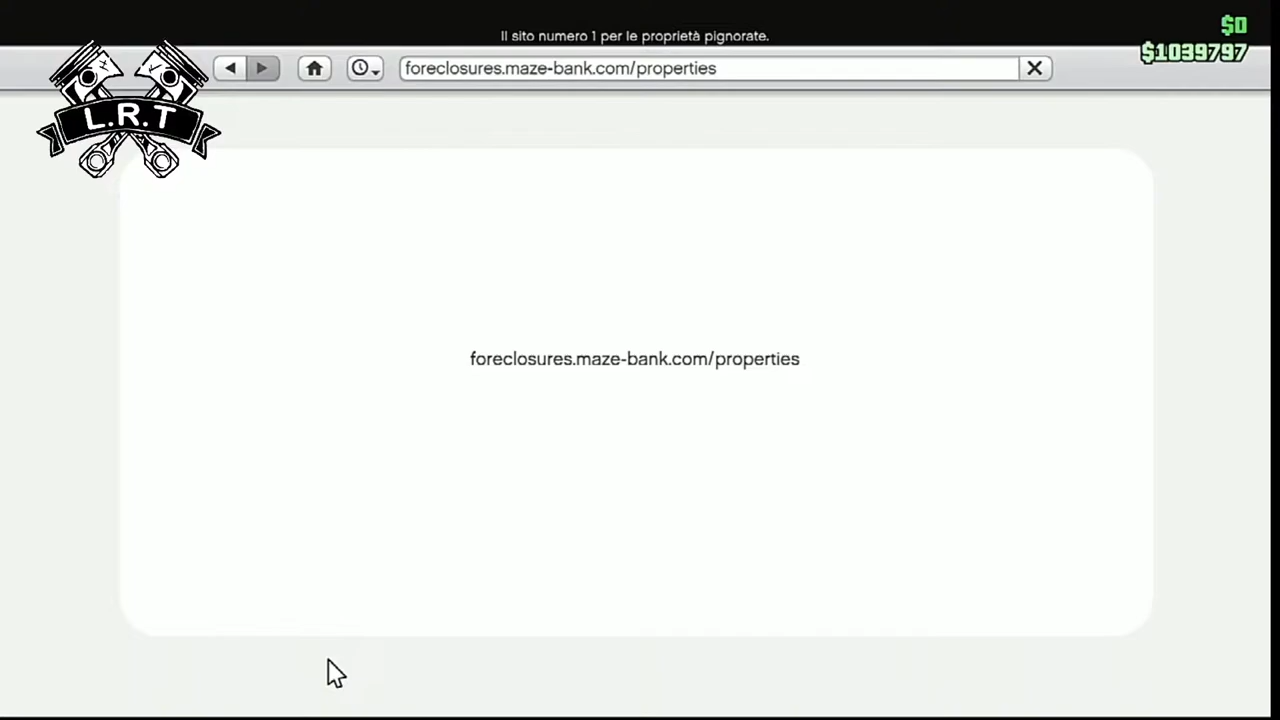 Il sito numero 1 per le proprietà pignorate.
$0
$1039797
foreclosures.maze-bank.com/properties
L.R.T
foreclosures.maze-bank.com/properties